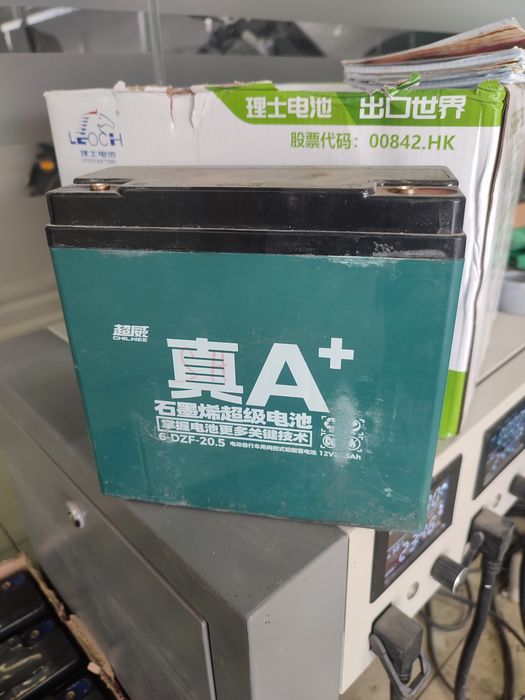 理士电池 出口世界
股票代码：00842.HK
LEOCH
理士电池
LEOCH BATTERY
超威
CHILWEE
真A+
石墨烯超级电池
掌握电池更多关键技术
6-DZF-20.5 电动自行车用阀控式铅酸蓄电池